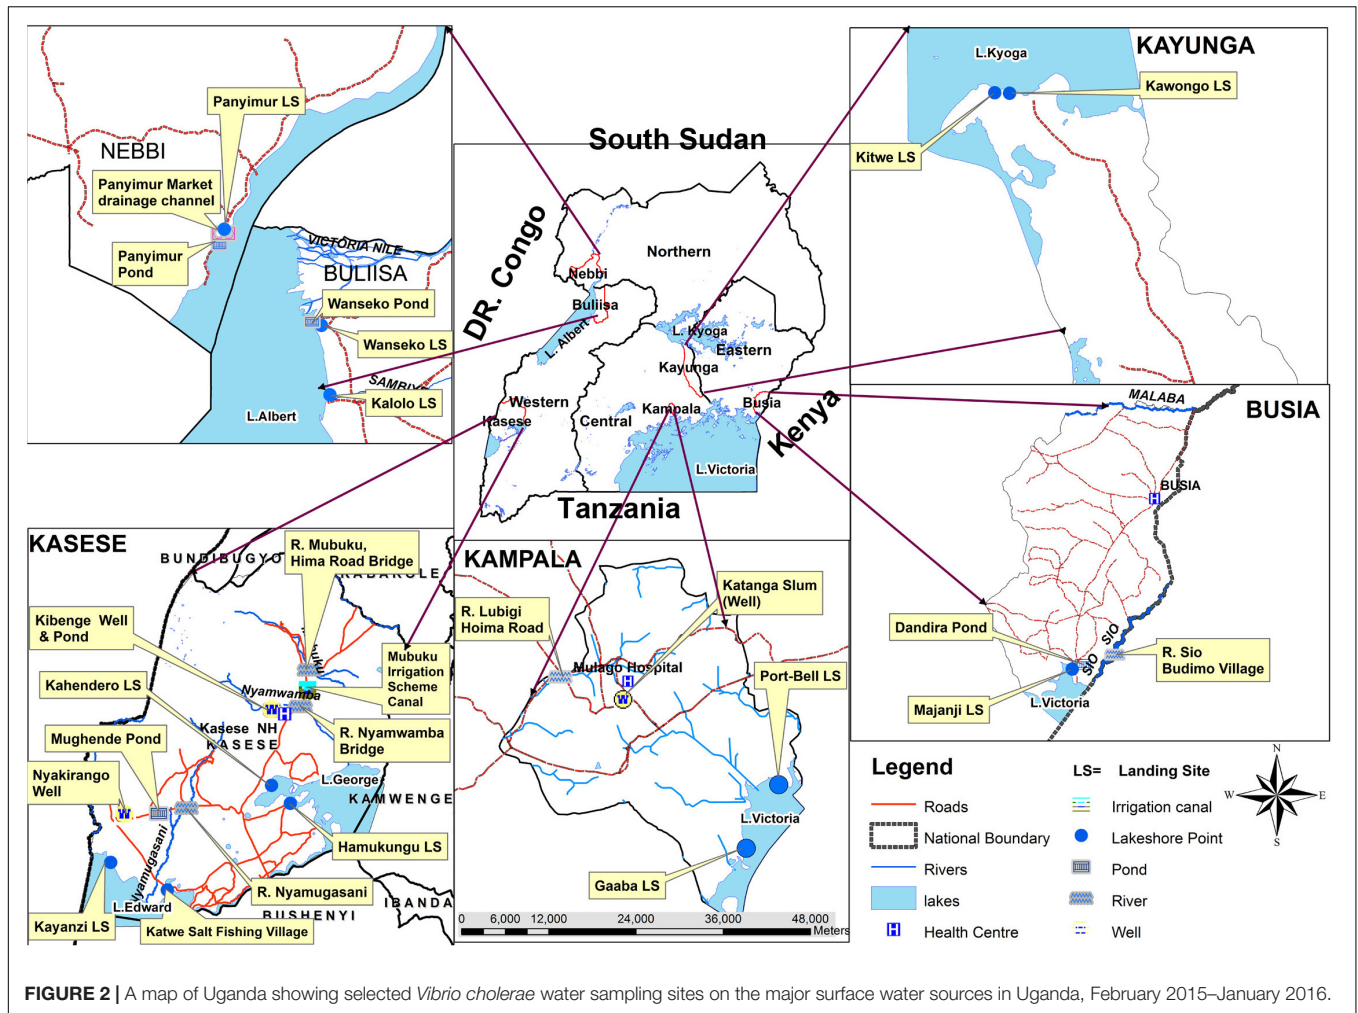 Panyimur LS
NEBBI
Panyimur Market
drainage channel
Panyimur
Pond
VICTORIA NILE
BULIISA
Wanseko Pond
Wanseko LS
Kalolo LS
L.Albert
South Sudan
DR. Congo
Northern
Nebbi
Buliisa
L. Albert
L. Kyoga
Eastern
Kayunga
Western
Kasese
Central
Kampala
Busia
Kenya
L.Victoria
Tanzania
KAYUNGA
L.Kyoga
Kawongo LS
Kitwe LS
BUSIA
MALABA
BUSIA
Dandira Pond
SIO
SIO
R. Sio
Budimo Village
Majanji LS
L.Victoria
KASESE
BUNDIBUGYO
R. Mubuku,
Hima Road Bridge
Kibenge Well
& Pond
Mubuku
Irrigation
Scheme
Canal
Kahendero LS
Nyamwamba
Kasese NH
KASESE
R. Nyamwamba
Bridge
Mughende Pond
Nyakirango
Well
L.George
KAMWENGE
Hamukungu LS
Nyamugasani
R. Nyamugasani
L.Edward
IBANDA
BUSHENYI
Kayanzi LS
Katwe Salt Fishing Village
KAMPALA
Katanga Slum
(Well)
R. Lubigi
Hoima Road
Mulago Hospital
Port-Bell LS
L.Victoria
Gaaba LS
0 6,000 12,000 24,000 36,000 48,000
Meters
Legend
Roads
National Boundary
Rivers
lakes
Health Centre
LS= Landing Site
Irrigation canal
Lakeshore Point
Pond
River
Well
N
W E
S
FIGURE 2 | A map of Uganda showing selected Vibrio cholerae water sampling sites on the major surface water sources in Uganda, February 2015–January 2016.